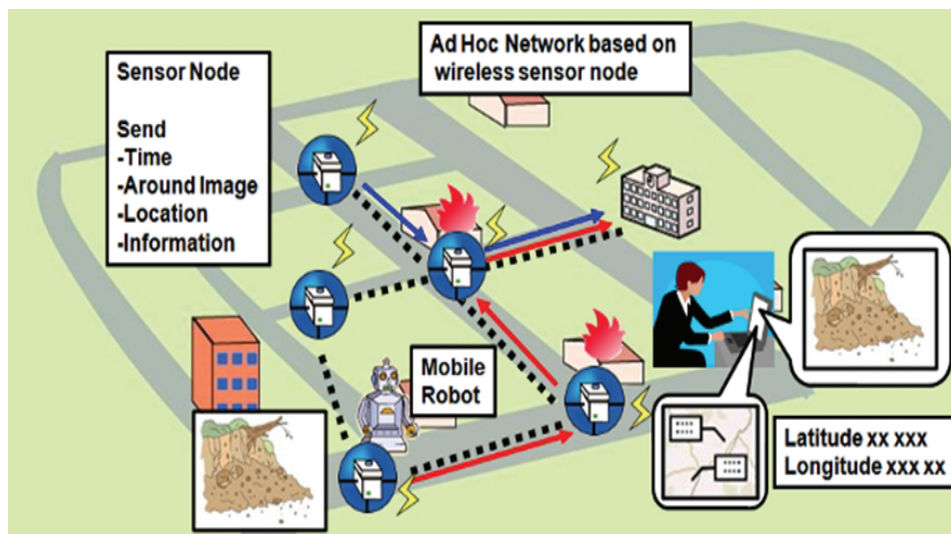 Sensor Node
Send
-Time
-Around Image
-Location
-Information
Ad Hoc Network based on
wireless sensor node
Mobile
Robot
Latitude xx xxx
Longitude xxx xx